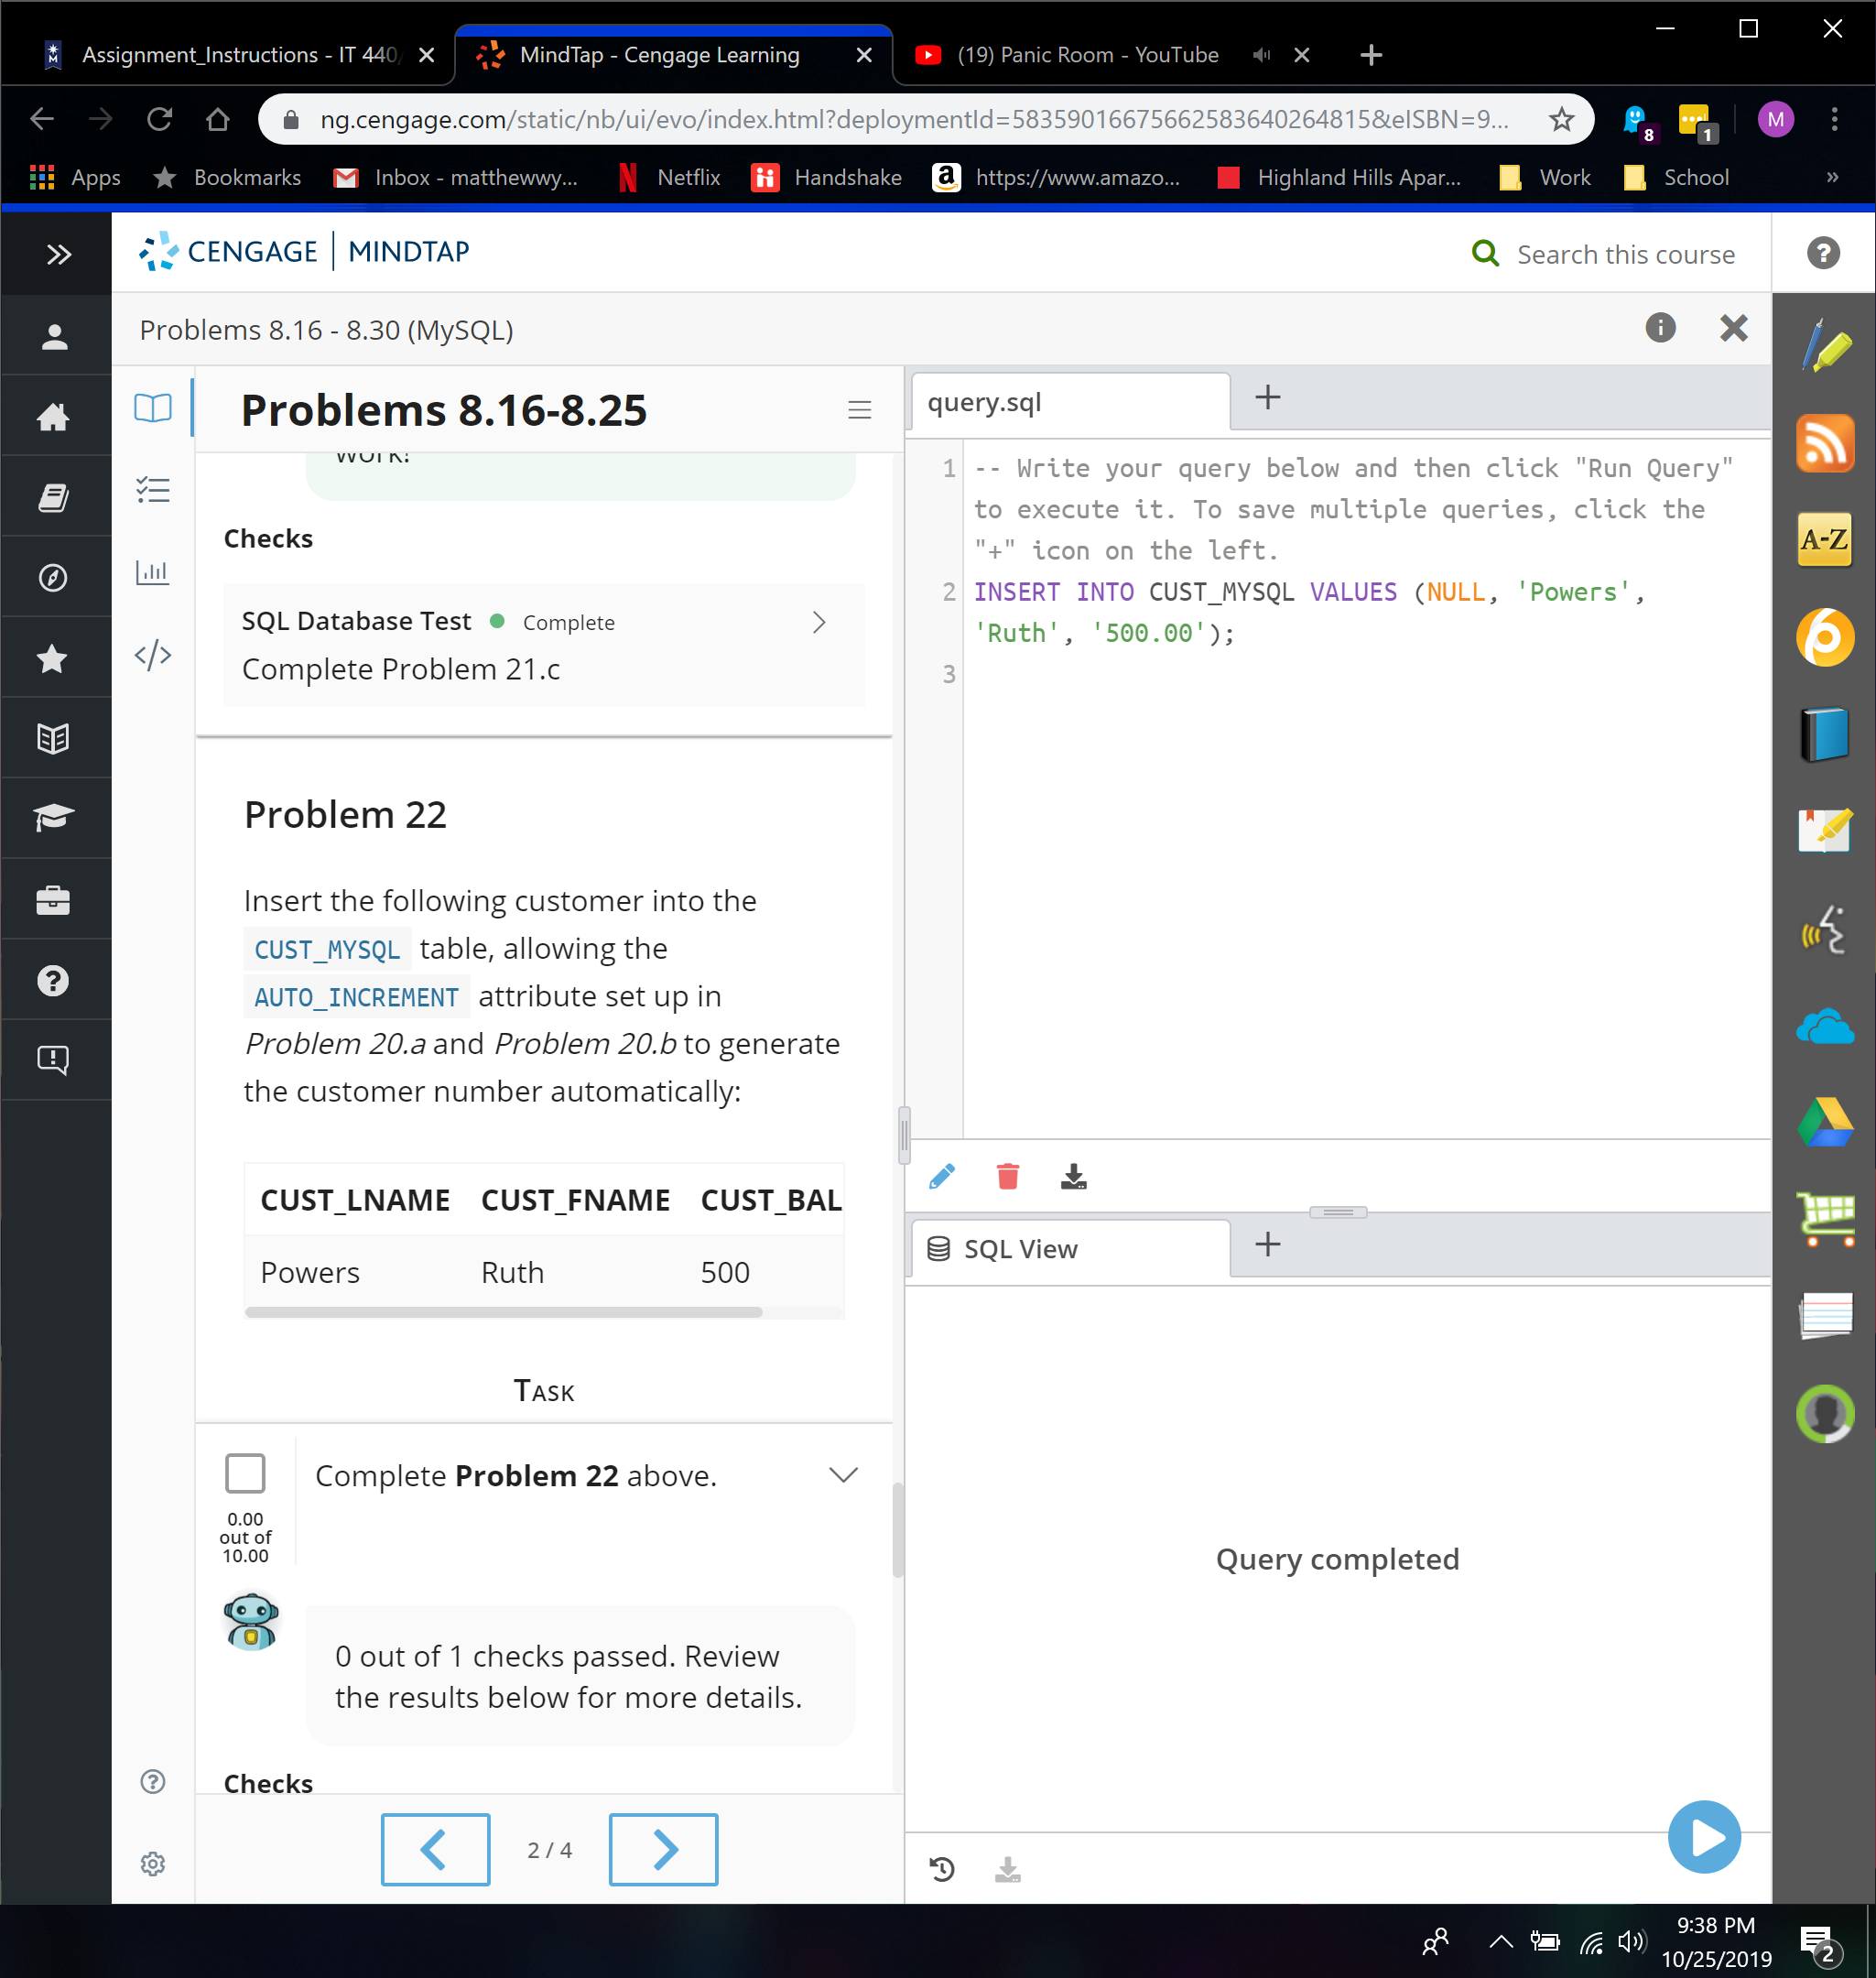 Assignment_Instructions - IT 440
MindTap - Cengage Learning
(19) Panic Room - YouTube
ng.cengage.com/static/nb/ui/evo/index.html?deploymentId=58359016675662583640264815&eISBN=9...
8
1
M
Apps
Bookmarks
Inbox - matthewwy...
Netflix
Handshake
https://www.amazo...
Highland Hills Apar...
Work
School
»
CENGAGE | MINDTAP
Search this course
Problems 8.16 - 8.30 (MySQL)
Problems 8.16-8.25
work!
Checks
SQL Database Test
Complete
Complete Problem 21.c
Problem 22
Insert the following customer into the
CUST_MYSQL table, allowing the
AUTO_INCREMENT attribute set up in
Problem 20.a and Problem 20.b to generate
the customer number automatically:
CUST_LNAME CUST_FNAME CUST_BAL
Powers Ruth 500
TASK
Complete Problem 22 above.
0.00
out of
10.00
0 out of 1 checks passed. Review
the results below for more details.
Checks
2 / 4
query.sql
1 -- Write your query below and then click "Run Query"
to execute it. To save multiple queries, click the
"+" icon on the left.
2 INSERT INTO CUST_MYSQL VALUES (NULL, 'Powers',
'Ruth', '500.00');
3
SQL View
Query completed
A-Z
9:38 PM
10/25/2019
2